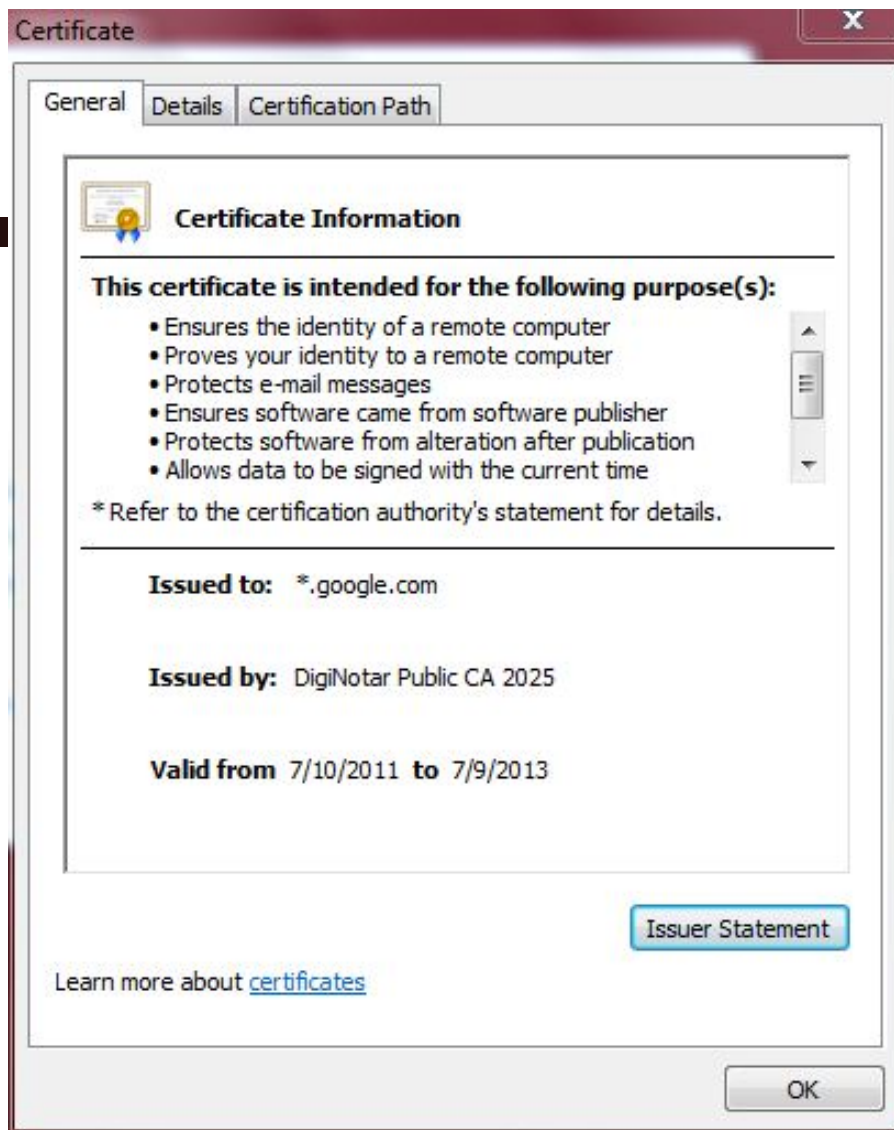 Certificate
X
General Details Certification Path
Certificate Information
This certificate is intended for the following purpose(s):
• Ensures the identity of a remote computer
• Proves your identity to a remote computer
• Protects e-mail messages
• Ensures software came from software publisher
• Protects software from alteration after publication
• Allows data to be signed with the current time
* Refer to the certification authority's statement for details.
Issued to: *.google.com
Issued by: DigiNotar Public CA 2025
Valid from 7/10/2011 to 7/9/2013
Issuer Statement
Learn more about certificates
OK